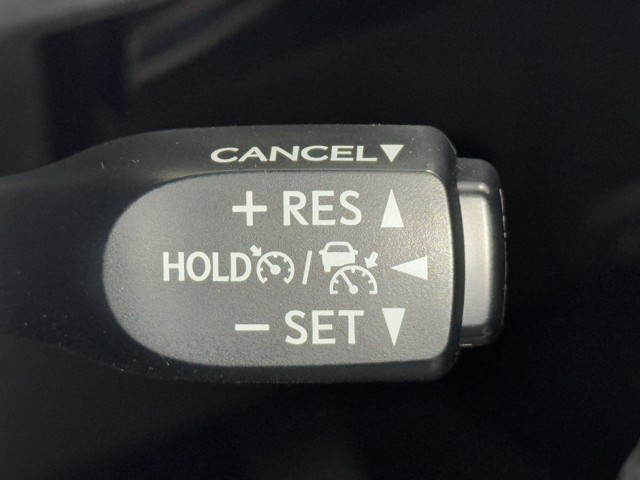 CANCEL▼
+ RES ▲
HOLD / ◀
− SET ▼